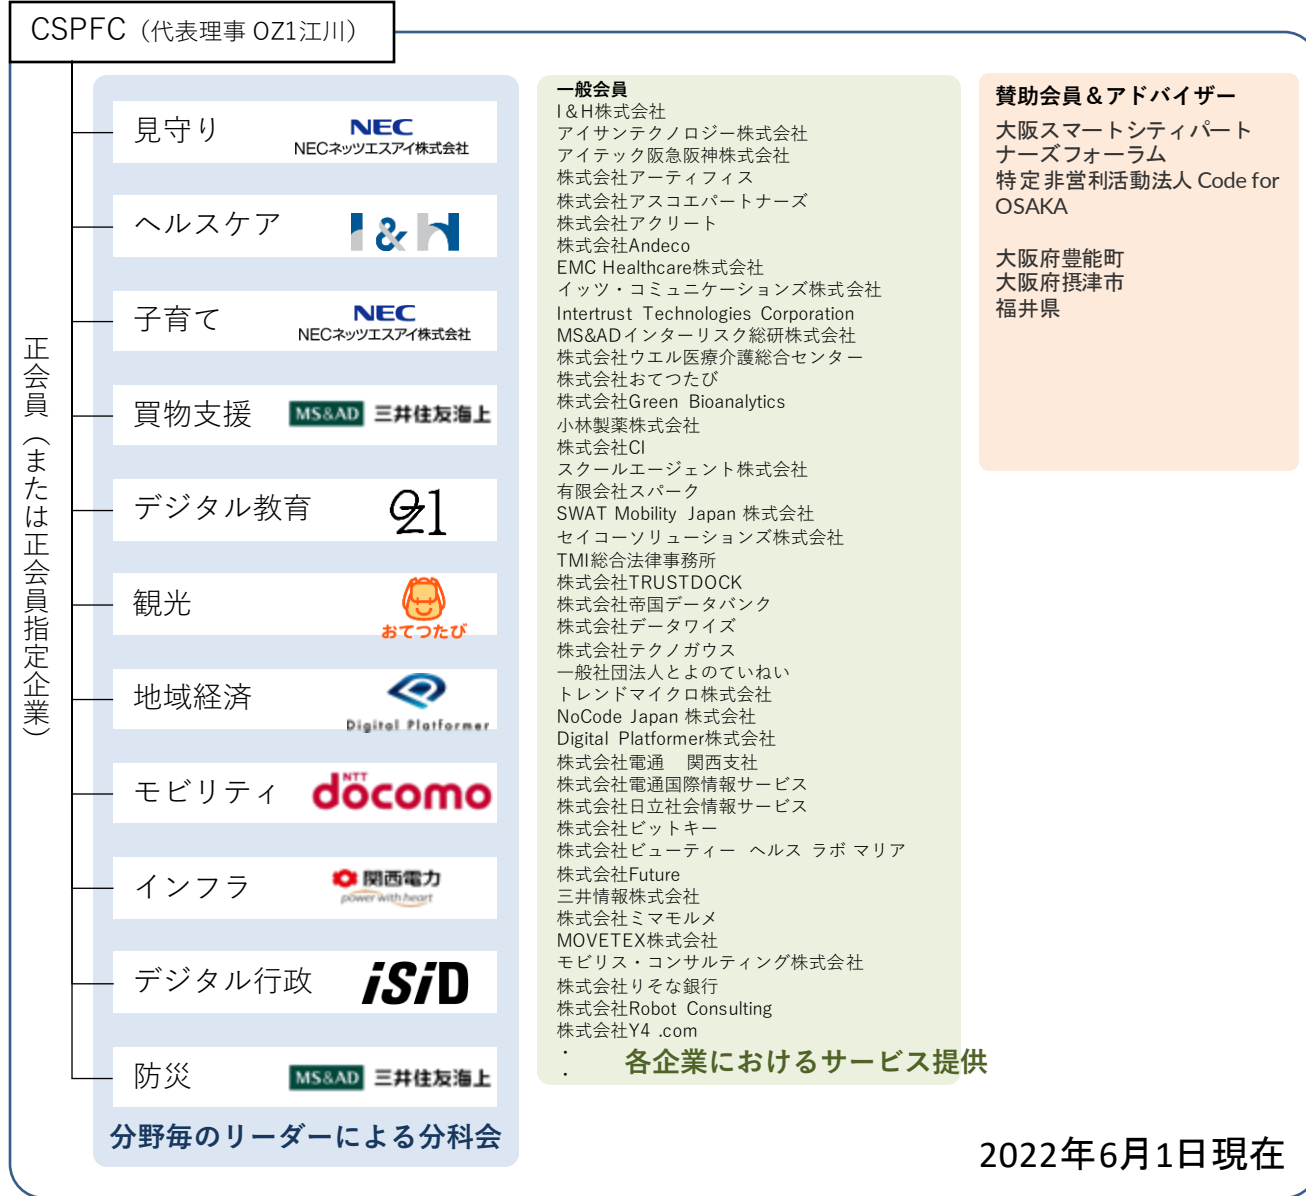 CSPFC（代表理事 OZ1江川）
正会員（または正会員指定企業）
見守り
NEC
NECネッツエスアイ株式会社
ヘルスケア
I & H
子育て
NEC
NECネッツエスアイ株式会社
買物支援
MS&AD 三井住友海上
デジタル教育
OZ1
観光
おてつたび
地域経済
Digital Platformer
モビリティ
NTT
döcomo
インフラ
関西電力
power with heart
デジタル行政
iSiD
防災
MS&AD 三井住友海上
分野毎のリーダーによる分科会
一般会員
I＆H株式会社
アイサンテクノロジー株式会社
アイテック阪急阪神株式会社
株式会社アーティフィス
株式会社アスコエパートナーズ
株式会社アクリート
株式会社Andeco
EMC Healthcare株式会社
イッツ・コミュニケーションズ株式会社
Intertrust Technologies Corporation
MS&ADインターリスク総研株式会社
株式会社ウエル医療介護総合センター
株式会社おてつたび
株式会社Green Bioanalytics
小林製薬株式会社
株式会社CI
スクールエージェント株式会社
有限会社スパーク
SWAT Mobility Japan 株式会社
セイコーソリューションズ株式会社
TMI総合法律事務所
株式会社TRUSTDOCK
株式会社帝国データバンク
株式会社データワイズ
株式会社テクノガウス
一般社団法人とよのていねい
トレンドマイクロ株式会社
NoCode Japan 株式会社
Digital Platformer株式会社
株式会社電通　関西支社
株式会社電通国際情報サービス
株式会社日立社会情報サービス
株式会社ビットキー
株式会社ビューティー ヘルス ラボ マリア
株式会社Future
三井情報株式会社
株式会社ミマモルメ
MOVETEX株式会社
モビリス・コンサルティング株式会社
株式会社りそな銀行
株式会社Robot Consulting
株式会社Y4 .com
・
・
各企業におけるサービス提供
賛助会員＆アドバイザー
大阪スマートシティパート
ナーズフォーラム
特定非営利活動法人 Code for
OSAKA
大阪府豊能町
大阪府摂津市
福井県
2022年6月1日現在